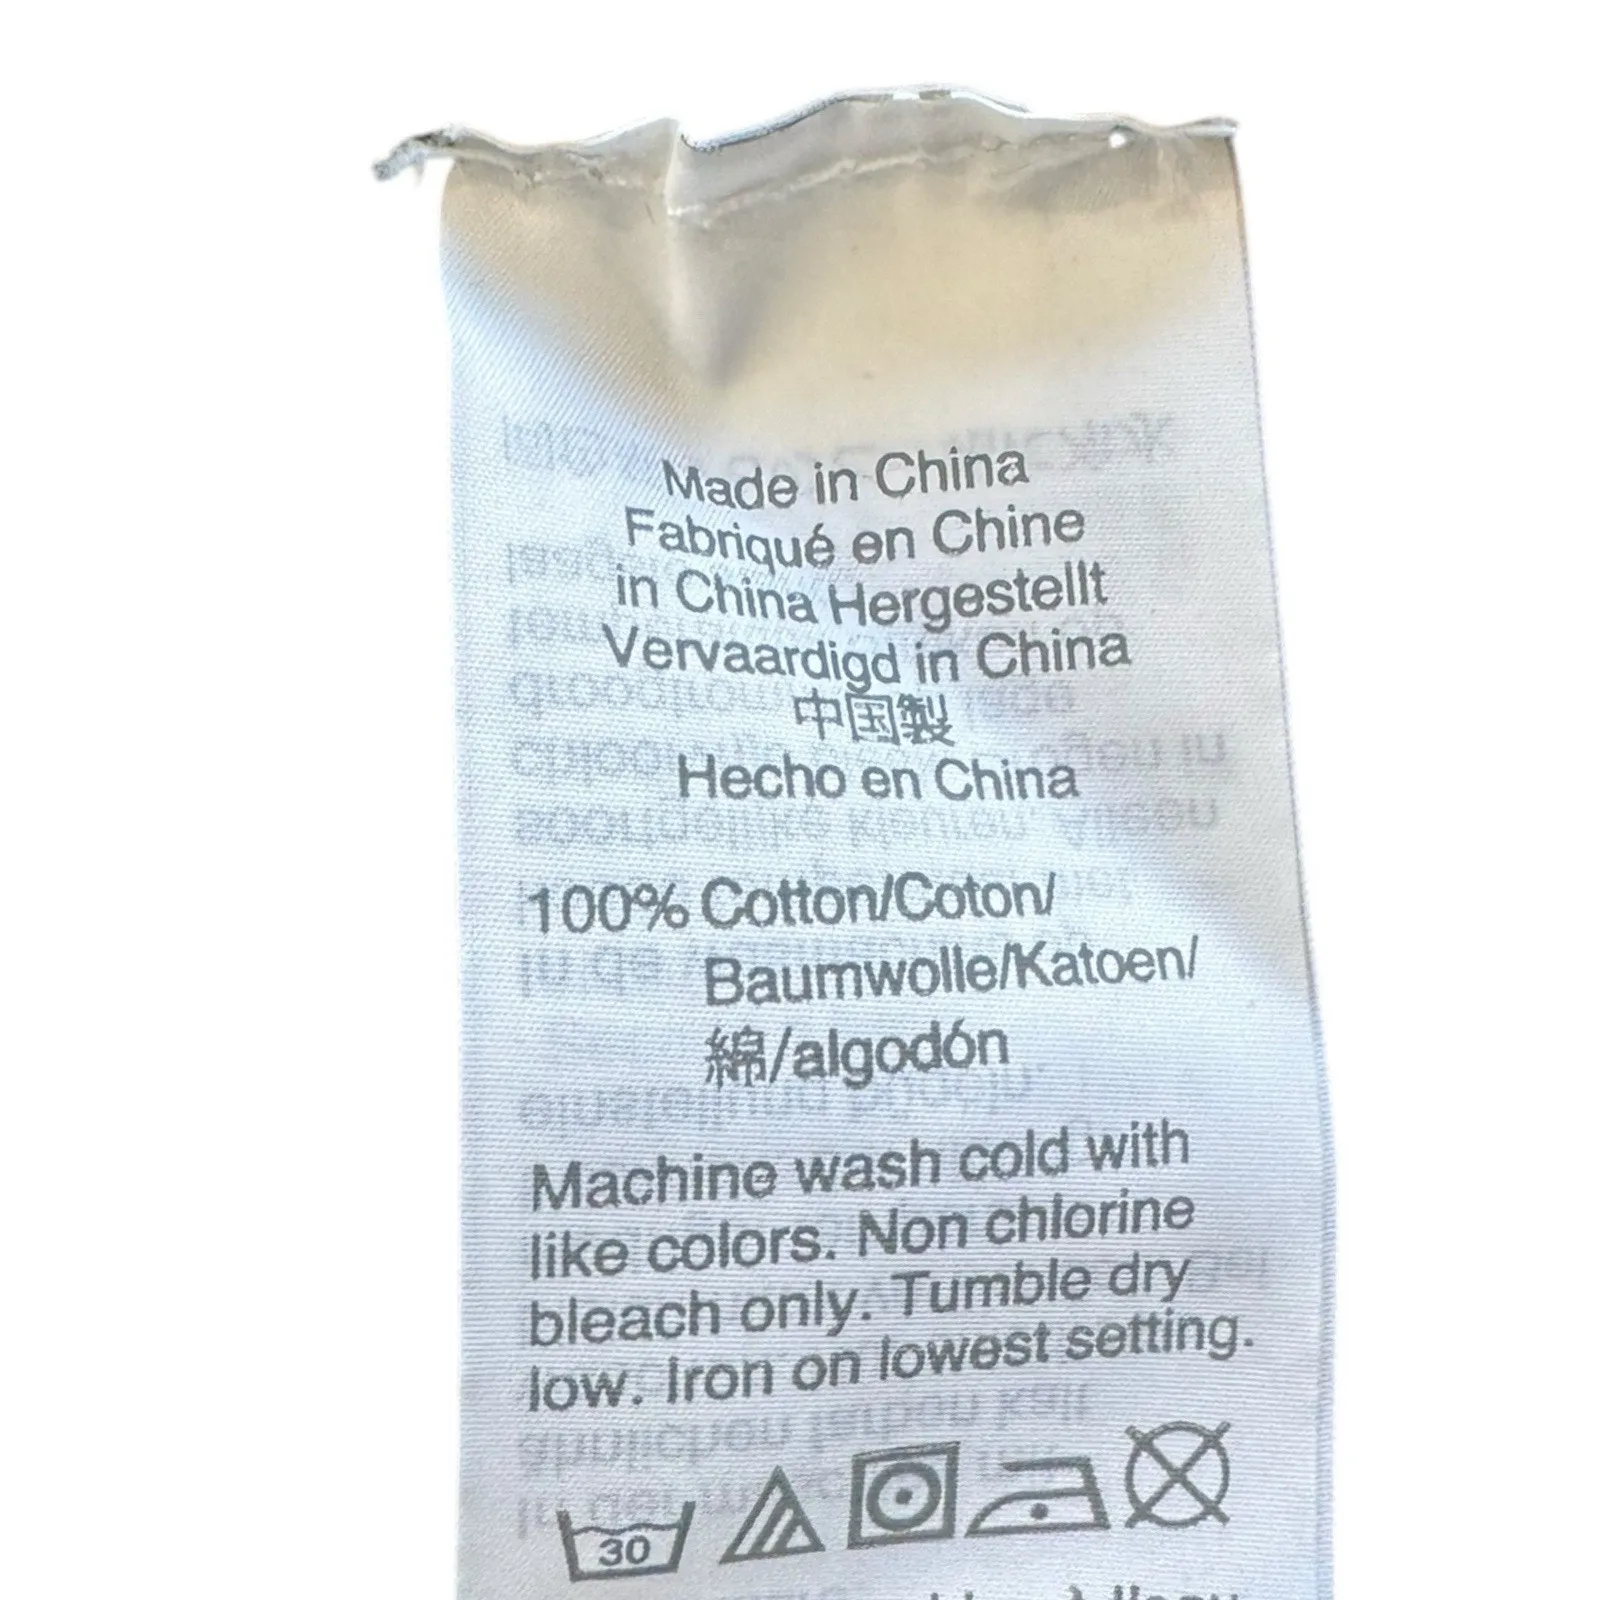 Made in China
Fabriqué en Chine
in China Hergestellt
Vervaardigd in China
中国製
Hecho en China
100% Cotton/Coton/
Baumwolle/Katoen/
綿/algodón
Machine wash cold with
like colors. Non chlorine
bleach only. Tumble dry
low. Iron on lowest setting.
30